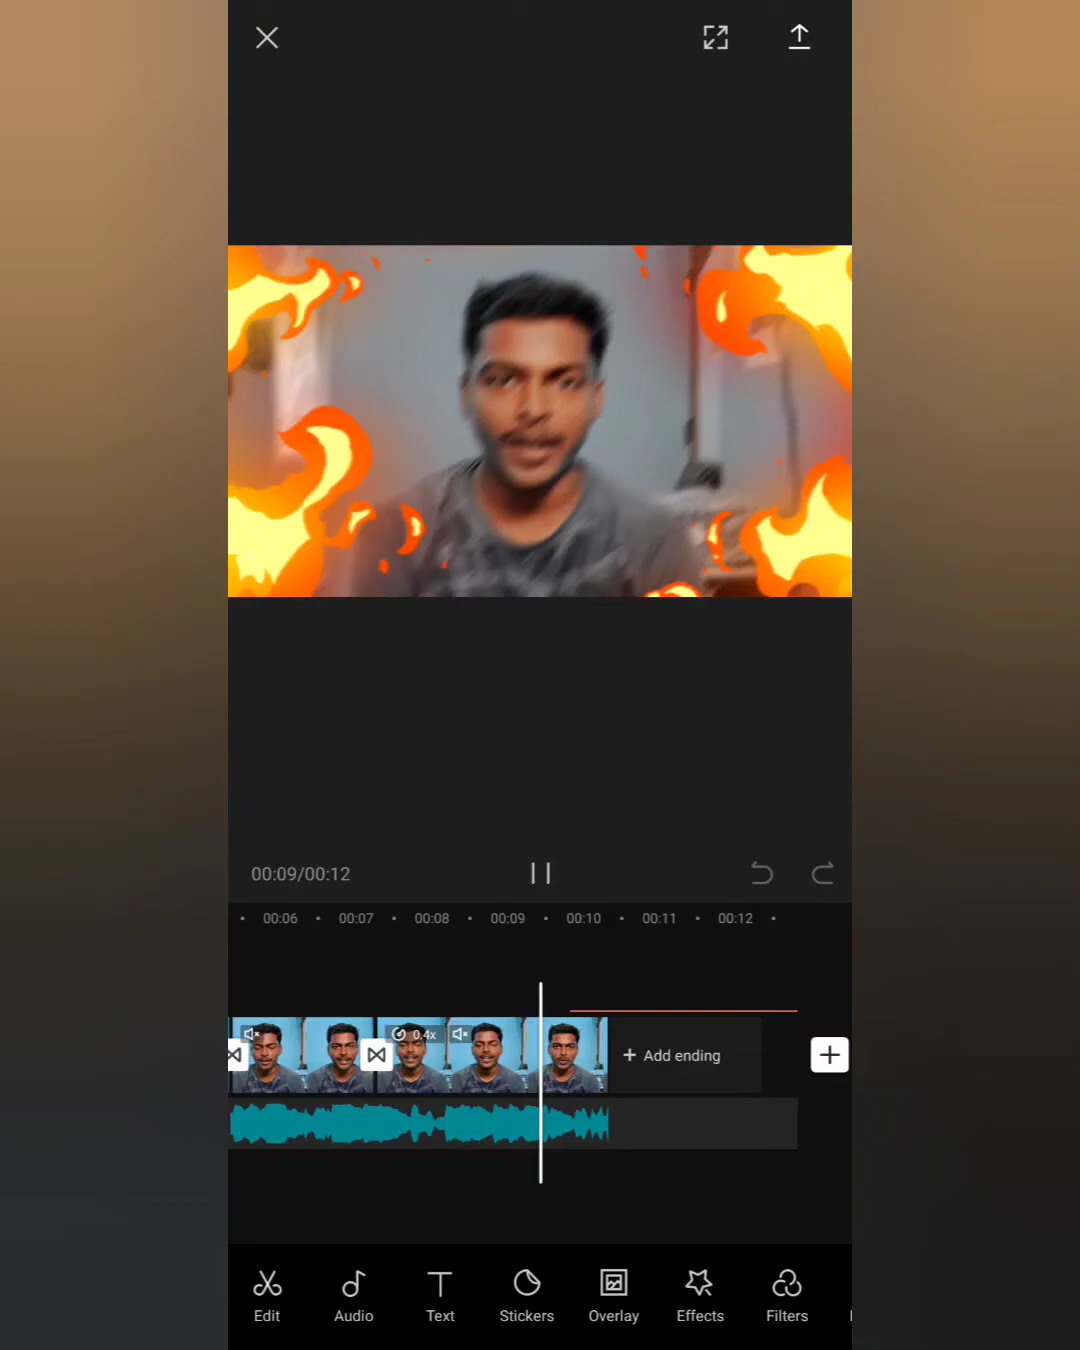 00:09/00:12
00:06 00:07 00:08 00:09 00:10 00:11 00:12
0.4x
+ Add ending
Edit Audio Text Stickers Overlay Effects Filters